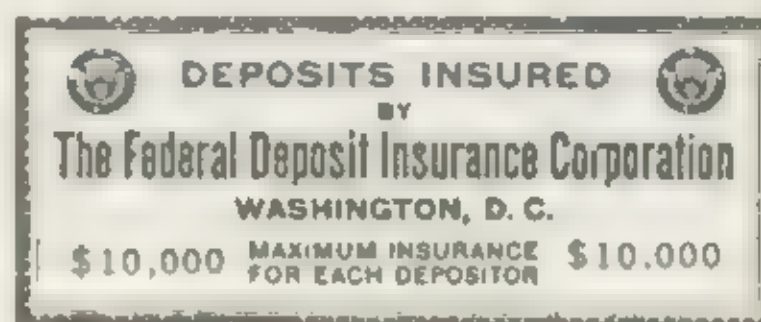 DEPOSITS INSURED
BY
The Federal Deposit Insurance Corporation
WASHINGTON, D. C.
$10,000 MAXIMUM INSURANCE FOR EACH DEPOSITOR $10.000